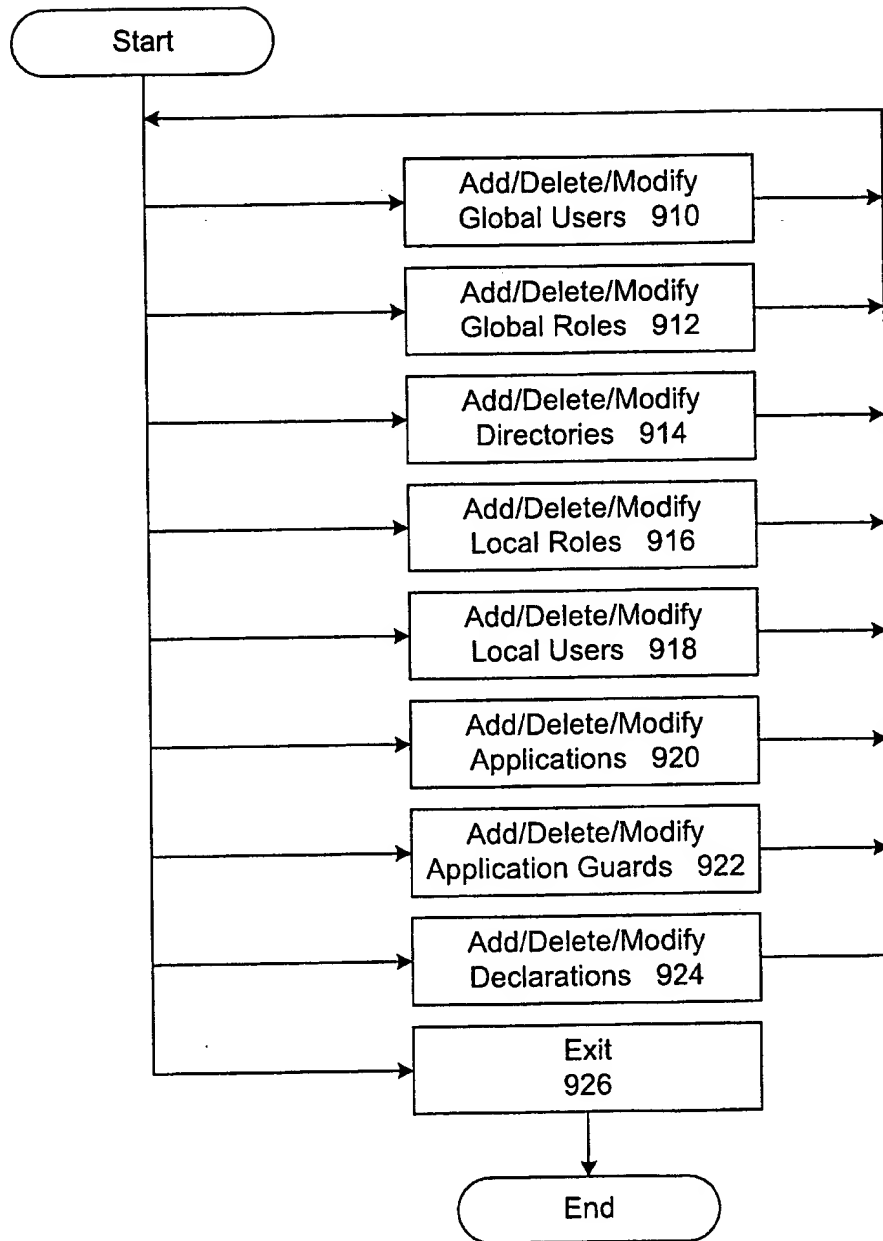 Start
Add/Delete/Modify
Global Users 910
Add/Delete/Modify
Global Roles 912
Add/Delete/Modify
Directories 914
Add/Delete/Modify
Local Roles 916
Add/Delete/Modify
Local Users 918
Add/Delete/Modify
Applications 920
Add/Delete/Modify
Application Guards 922
Add/Delete/Modify
Declarations 924
Exit
926
End